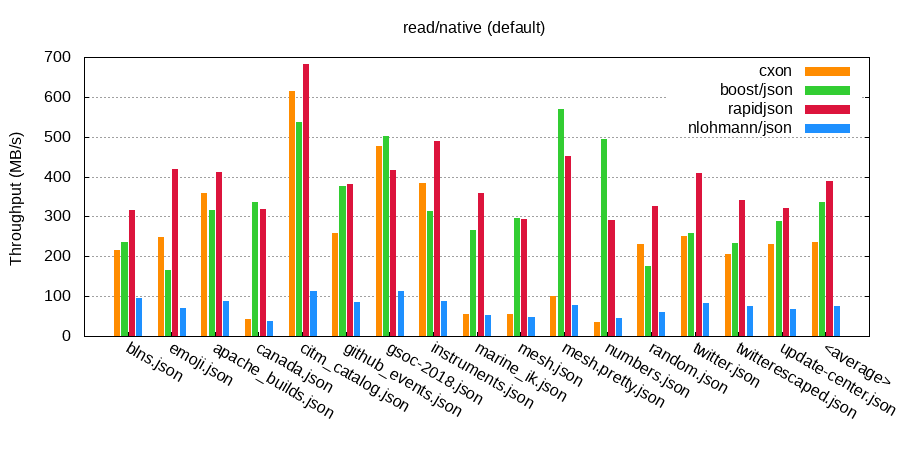 read/native (default)
Throughput (MB/s)
700
600
500
400
300
200
100
0
cxon
boost/json
rapidjson
nlohmann/json
blns.json
emoji.json
apache_builds.json
canada.json
citm_catalog.json
github_events.json
gsoc-2018.json
instruments.json
marine_ik.json
mesh.json
mesh.pretty.json
numbers.json
random.json
twitter.json
twitterescaped.json
update-center.json
<average>